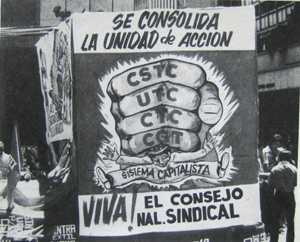 SE CONSOLIDA
LA UNIDAD de ACCION
CSTC
UTC
CTC
CGT
SISTEMA CAPITALISTA
VIVA! EL CONSEJO
NAL. SINDICAL